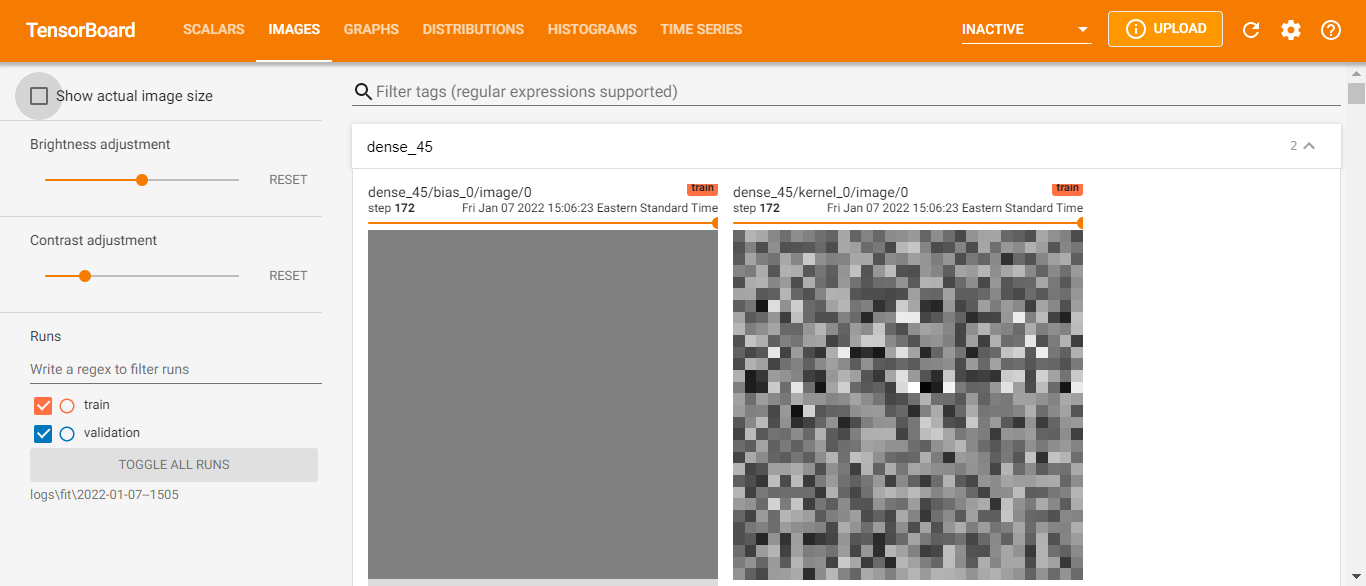 TensorBoard SCALARS IMAGES GRAPHS DISTRIBUTIONS HISTOGRAMS TIME SERIES INACTIVE UPLOAD
Show actual image size
Brightness adjustment
RESET
Contrast adjustment
RESET
Runs
Write a regex to filter runs
train
validation
TOGGLE ALL RUNS
logs\fit\2022-01-07--1505
Filter tags (regular expressions supported)
dense_45 2
dense_45/bias_0/image/0 train
step 172 Fri Jan 07 2022 15:06:23 Eastern Standard Time
dense_45/kernel_0/image/0 train
step 172 Fri Jan 07 2022 15:06:23 Eastern Standard Time